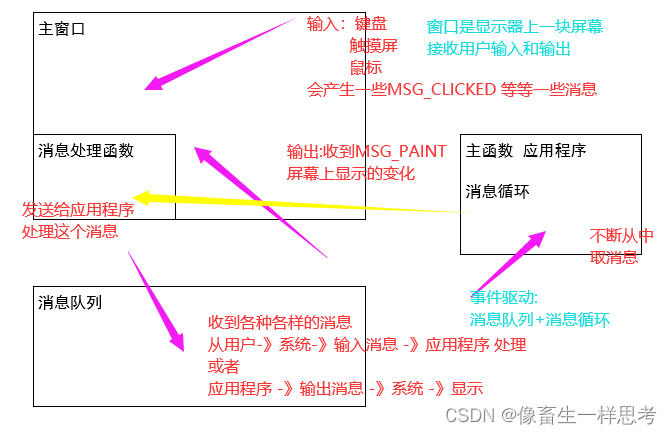 主窗口
输入：键盘
触摸屏
鼠标
会产生一些MSG_CLICKED 等等一些消息
窗口是显示器上一块屏幕
接收用户输入和输出
消息处理函数
输出:收到MSG_PAINT
屏幕上显示的变化
主函数 应用程序
消息循环
发送给应用程序
处理这个消息
不断从中
取消息
消息队列
收到各种各样的消息
从用户-》系统-》输入消息 -》应用程序 处理
或者
应用程序 -》输出消息 -》系统 -》显示
事件驱动:
消息队列+消息循环
CSDN @像畜生一样思考